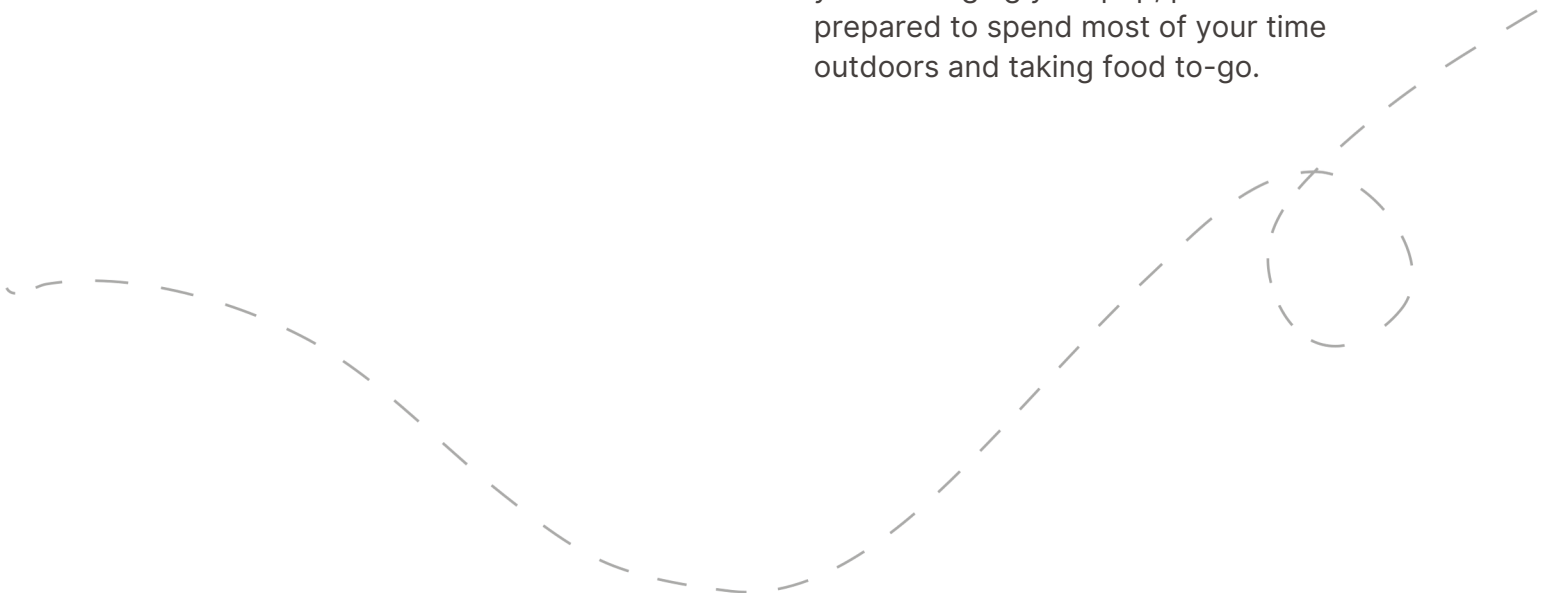 prepared to spend most of your time
outdoors and taking food to-go.